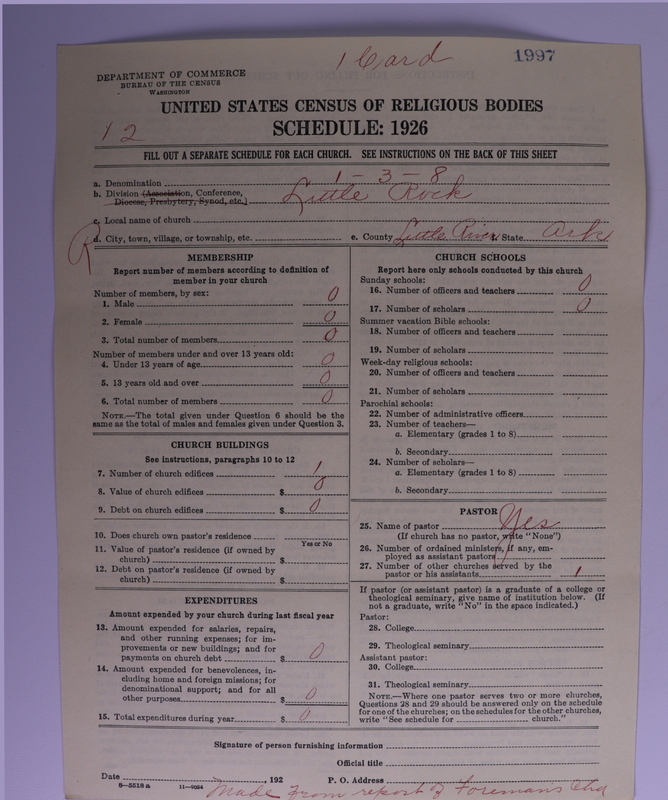 1 Card
1997
DEPARTMENT OF COMMERCE
BUREAU OF THE CENSUS
WASHINGTON
UNITED STATES CENSUS OF RELIGIOUS BODIES
12
SCHEDULE: 1926
FILL OUT A SEPARATE SCHEDULE FOR EACH CHURCH. SEE INSTRUCTIONS ON THE BACK OF THIS SHEET
a. Denomination 1-3-8
b. Division (Association, Conference, Little Rock
Diocese, Presbytery, Synod, etc.)
c. Local name of church
R
d. City, town, village, or township, etc. e. County Little River State Ark
MEMBERSHIP
Report number of members according to definition of
member in your church
Number of members, by sex:
1. Male 0
2. Female 0
3. Total number of members 0
Number of members under and over 13 years old:
4. Under 13 years of age 0
5. 13 years old and over 0
6. Total number of members 0
NOTE.—The total given under Question 6 should be the
same as the total of males and females given under Question 3.
CHURCH BUILDINGS
See instructions, paragraphs 10 to 12
7. Number of church edifices 1
8. Value of church edifices $ 0
9. Debt on church edifices $ 0
10. Does church own pastor's residence
Yes or No
11. Value of pastor's residence (if owned by
church) $
12. Debt on pastor's residence (if owned by
church) $
EXPENDITURES
Amount expended by your church during last fiscal year
13. Amount expended for salaries, repairs,
and other running expenses; for im-
provements or new buildings; and for
payments on church debt $ 0
14. Amount expended for benevolences, in-
cluding home and foreign missions; for
denominational support; and for all
other purposes $ 0
15. Total expenditures during year $ 0
CHURCH SCHOOLS
Report here only schools conducted by this church
Sunday schools:
16. Number of officers and teachers 0
17. Number of scholars 0
Summer vacation Bible schools:
18. Number of officers and teachers
19. Number of scholars
Week-day religious schools:
20. Number of officers and teachers
21. Number of scholars
Parochial schools:
22. Number of administrative officers
23. Number of teachers—
a. Elementary (grades 1 to 8)
b. Secondary
24. Number of scholars—
a. Elementary (grades 1 to 8)
b. Secondary
PASTOR
25. Name of pastor Yes
(If church has no pastor, write "None")
26. Number of ordained ministers, if any, em-
ployed as assistant pastors
27. Number of other churches served by the
pastor or his assistants 1
If pastor (or assistant pastor) is a graduate of a college or
theological seminary, give name of institution below. (If
not a graduate, write "No" in the space indicated.)
Pastor:
28. College
29. Theological seminary
Assistant pastor:
30. College
31. Theological seminary
NOTE.—Where one pastor serves two or more churches,
Questions 28 and 29 should be answered only on the schedule
for one of the churches; on the schedules for the other churches,
write "See schedule for church."
Signature of person furnishing information
Official title
Date , 192 P. O. Address
8—5518 a 11—9024
Made from report of Foremans Chg